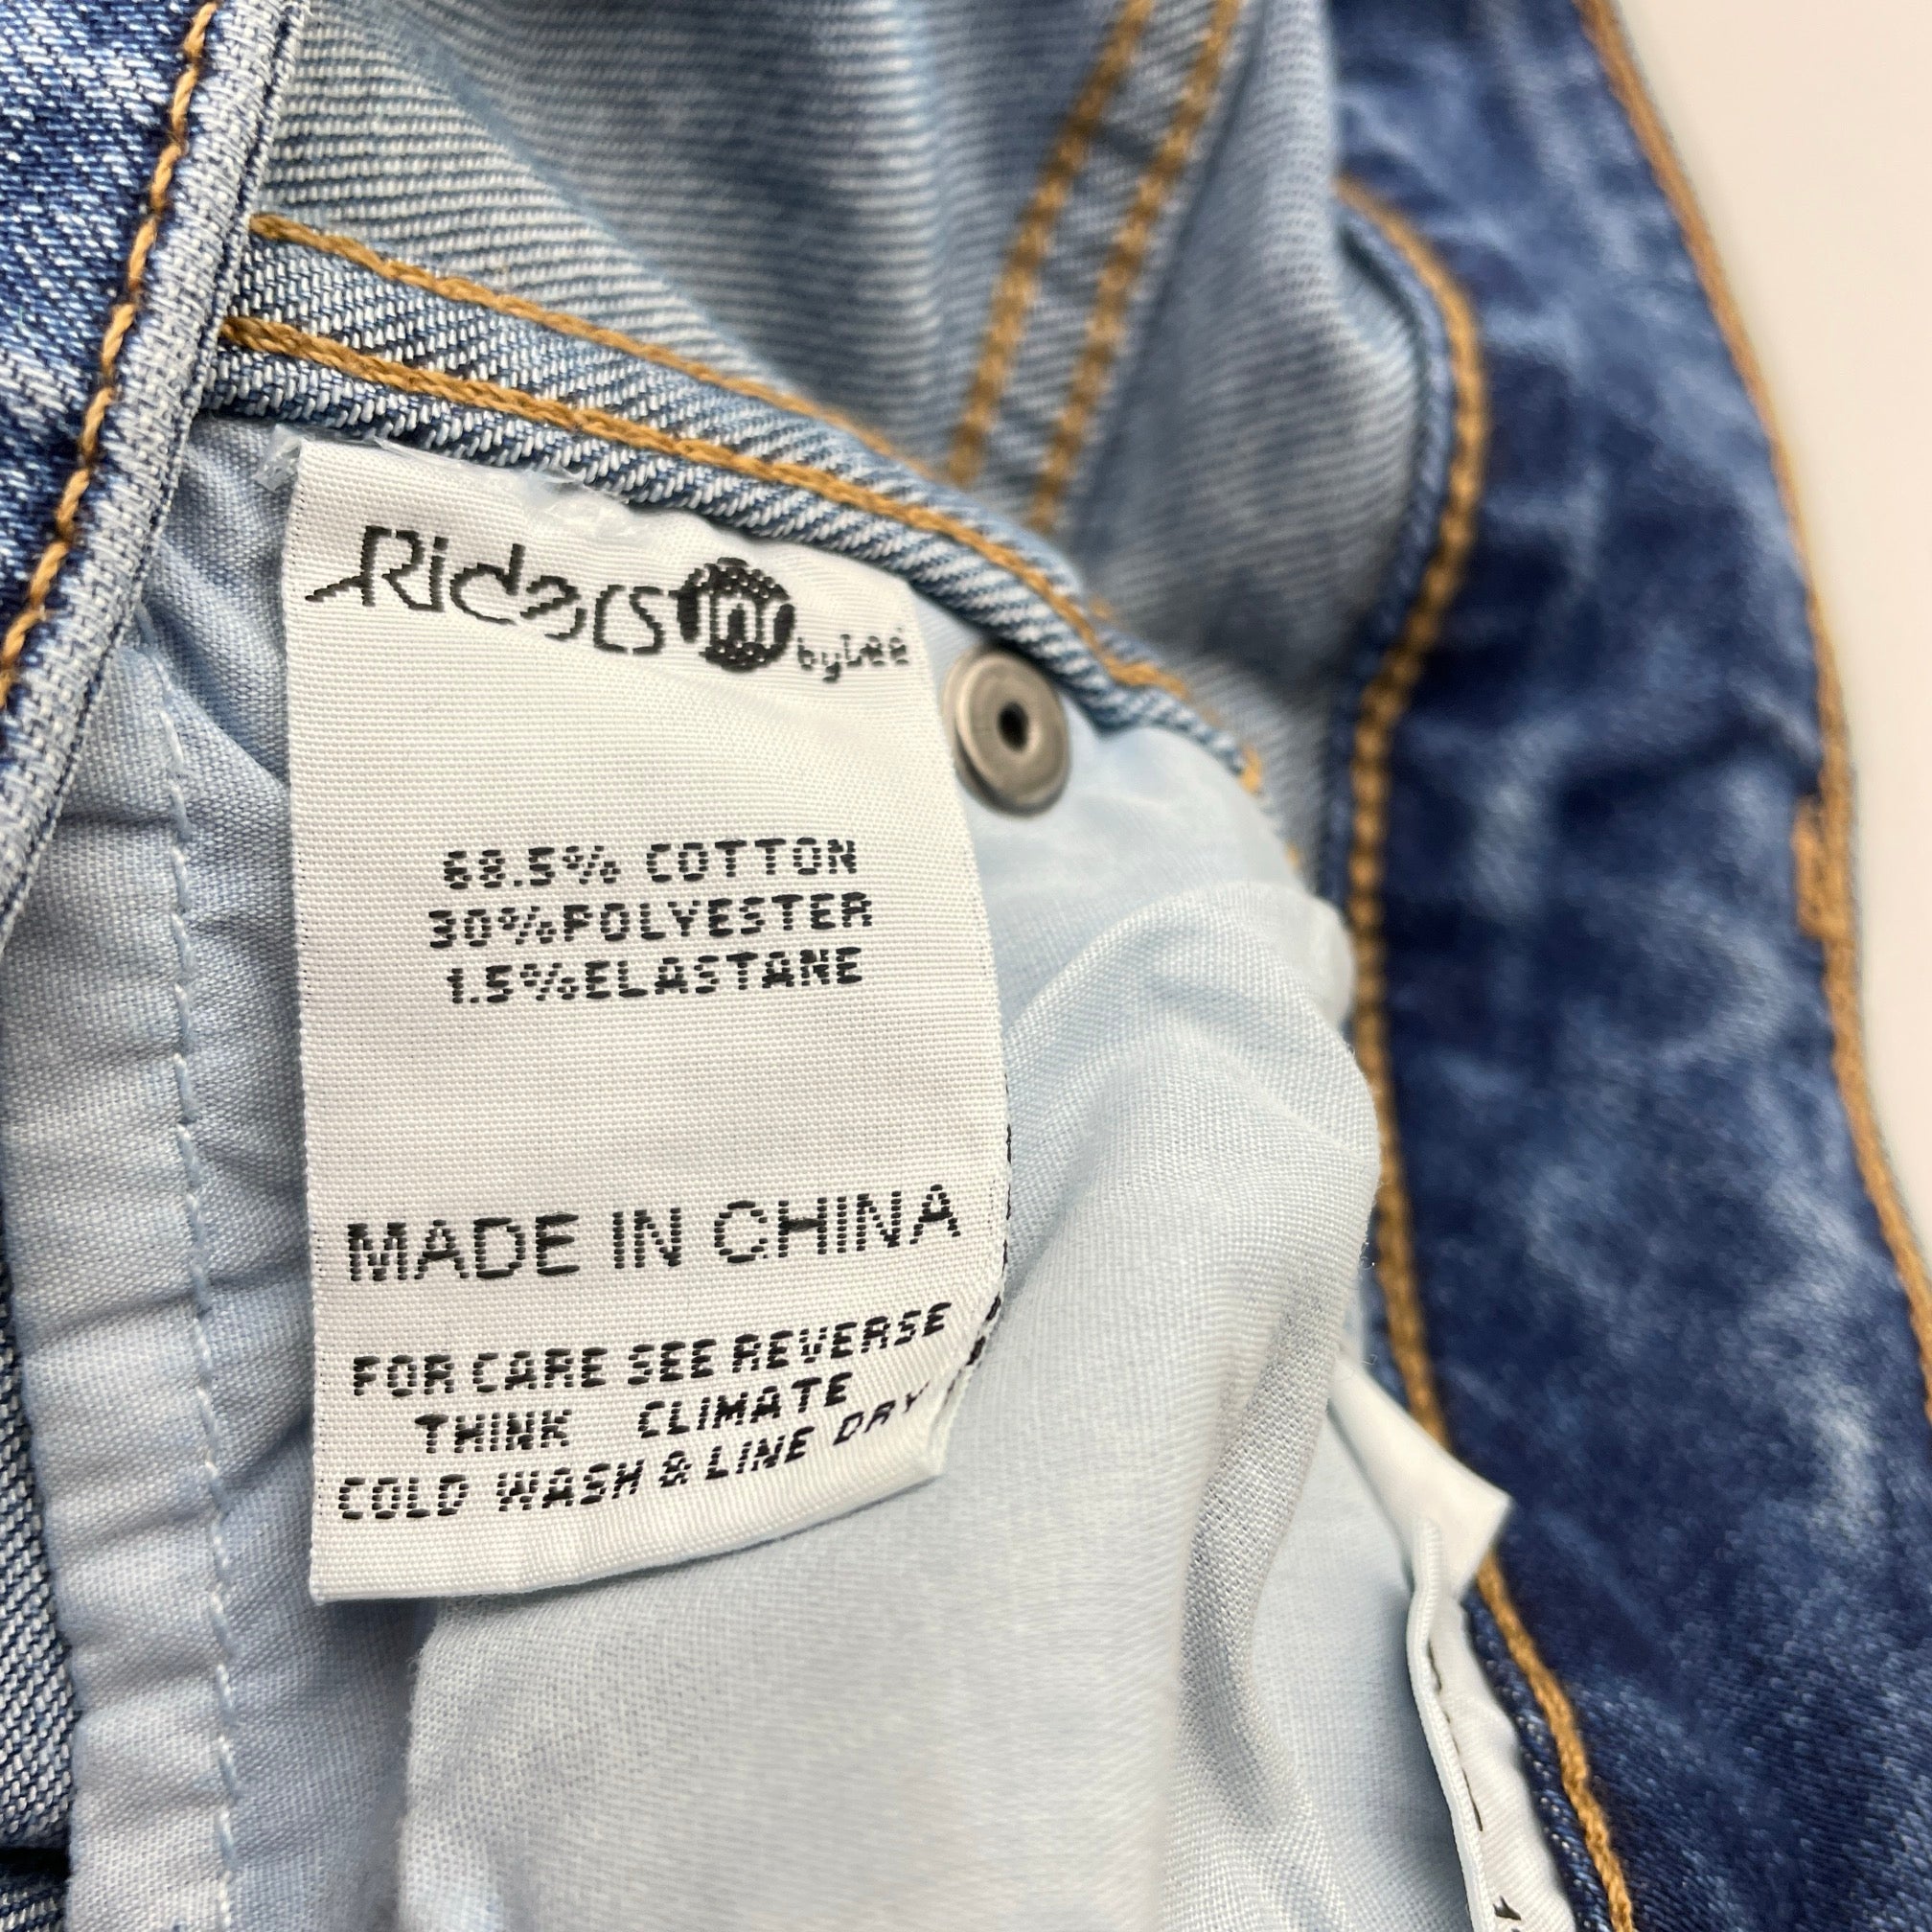 Riders by Lee
68.5% COTTON
30%POLYESTER
1.5%ELASTANE
MADE IN CHINA
FOR CARE SEE REVERSE
THINK CLIMATE
COLD WASH & LINE DRY